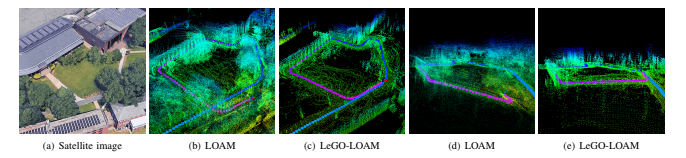 (a) Satellite image
(b) LOAM
(c) LeGO-LOAM
(d) LOAM
(e) LeGO-LOAM